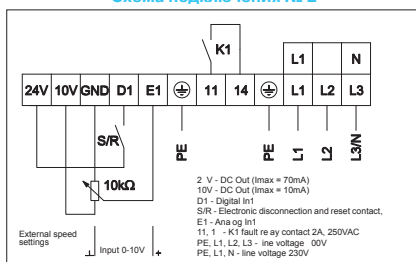 Схема подключения № 2
K1
L1 N
24V 10V GND D1 E1 11 14 L1 L2 L3
S/R
PE PE L1 L2 L3/N
10kΩ
External speed settings
Input 0-10V
2 V - DC Out (Imax = 70mA)
10V - DC Out (Imax = 10mA)
D1 - Digital In1
S/R - Electronic disconnection and reset contact,
E1 - Ana og In1
11, 1 - K1 fault re ay contact 2A, 250VAC
PE, L1, L2, L3 - ine voltage 00V
PE, L1, N - line voltage 230V